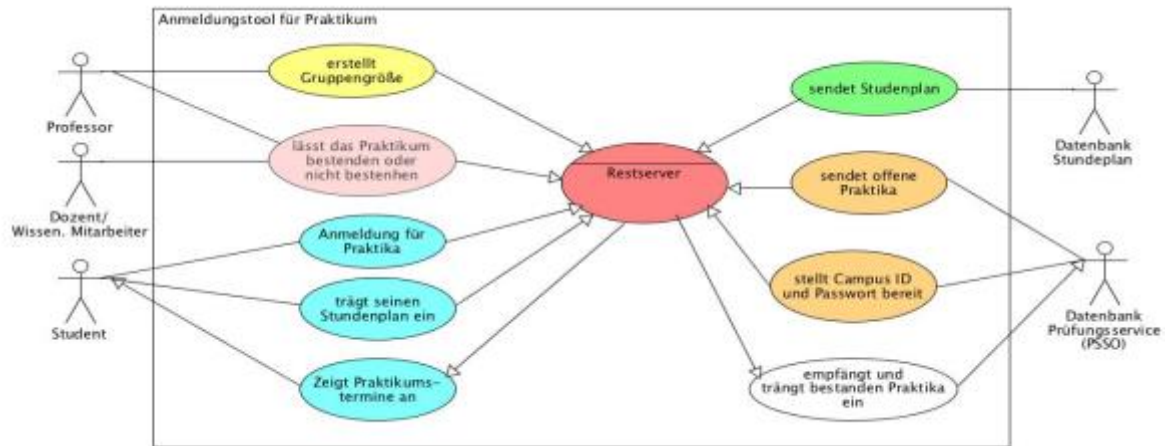 Anmeldungstool für Praktikum
erstellt
Gruppengröße
sendet Studenplan
Professor
Datenbank
Stundeplan
lässt das Praktikum
bestenden oder
nicht bestenhen
Restserver
sendet offene
Praktika
Dozent/
Wissen. Mitarbeiter
Anmeldung für
Praktika
stellt Campus ID
und Passwort bereit
trägt seinen
Stundenplan ein
Student
Datenbank
Prüfungsservice
(PSSO)
Zeigt Praktikums-
termine an
empfängt und
trängt bestanden Praktika
ein